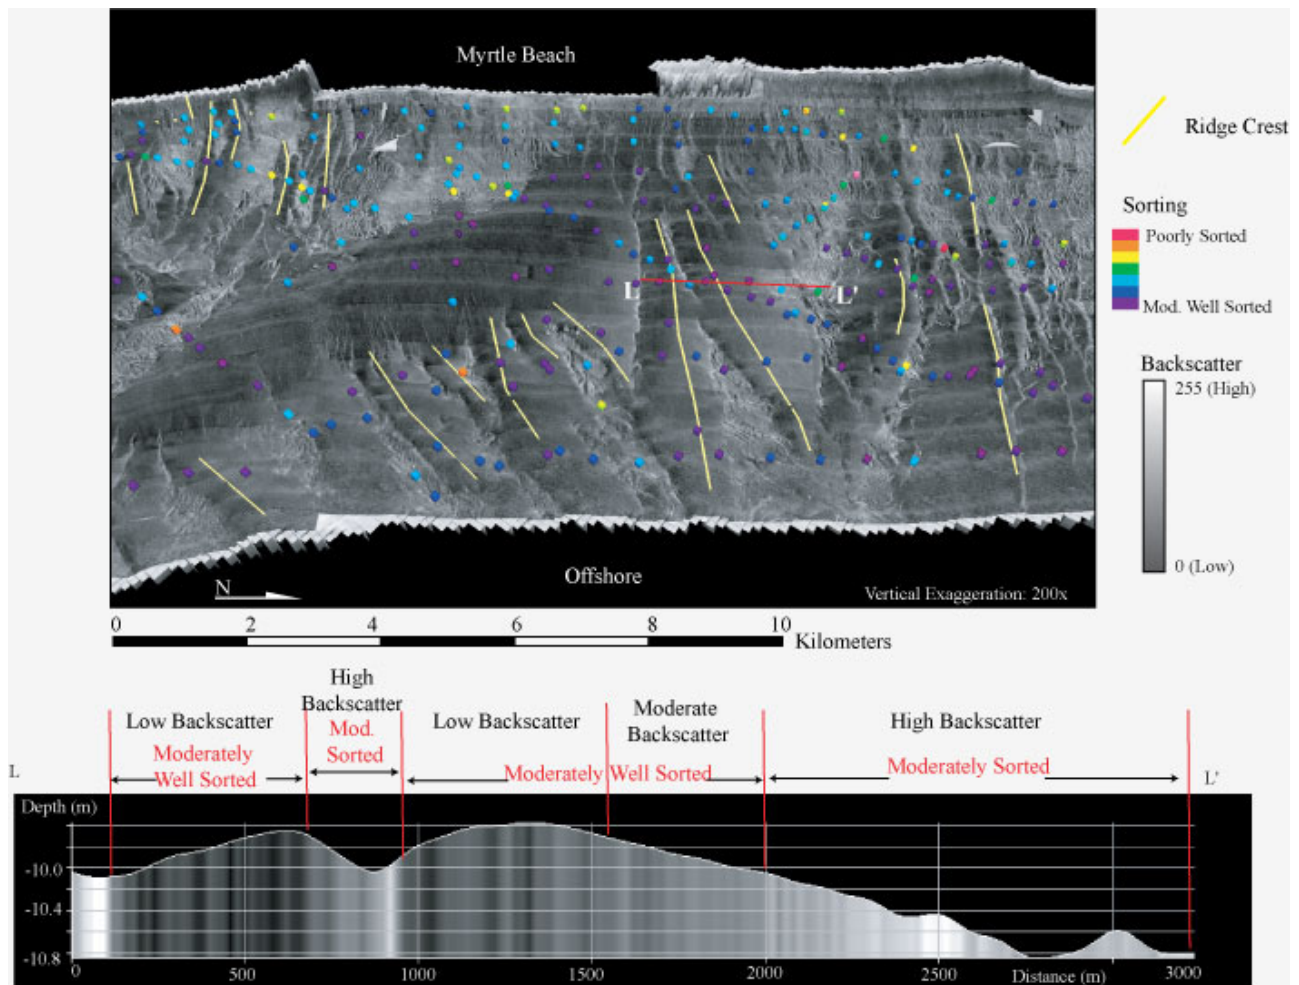 Myrtle Beach
Ridge Crest
Sorting
Poorly Sorted
Mod. Well Sorted
L
L'
Backscatter
255 (High)
0 (Low)
Offshore
N
Vertical Exaggeration: 200x
0 2 4 6 8 10
Kilometers
High
Backscatter
Low Backscatter
Low Backscatter
Moderate
Backscatter
High Backscatter
Mod.
Sorted
Moderately
Well Sorted
Moderately Well Sorted
Moderately Sorted
L
L'
Depth (m)
-10.0
-10.4
-10.8
0 500 1000 1500 2000 2500 Distance (m) 3000